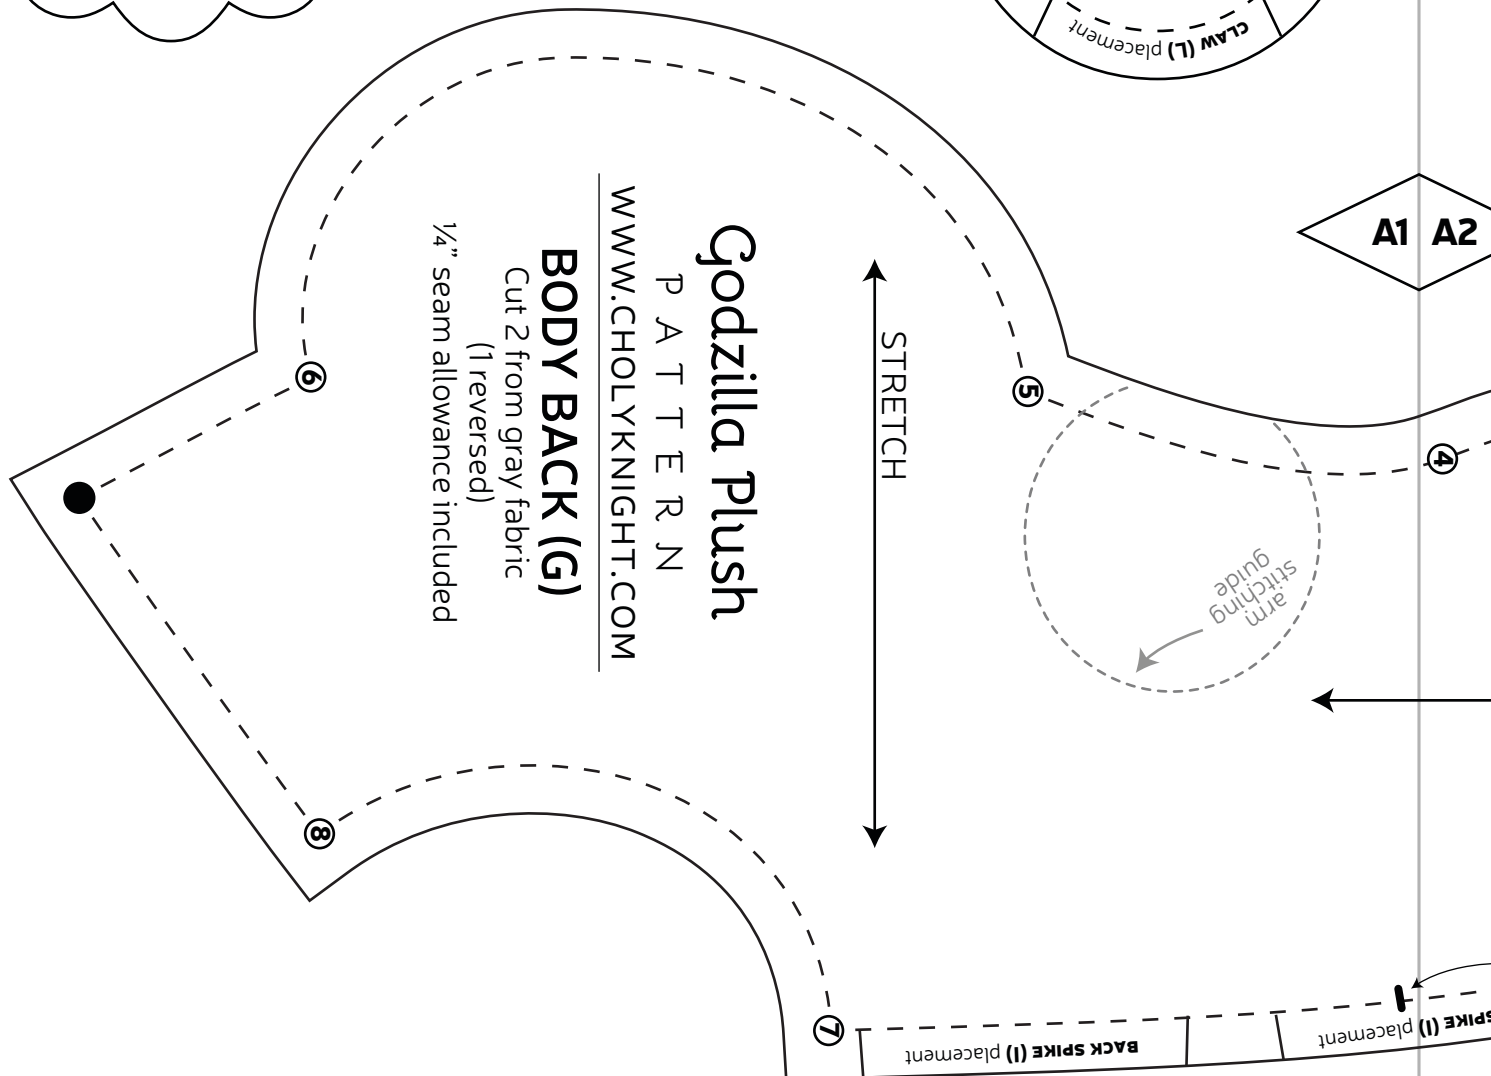 CLAW (L) placement
A1 A2
Godzilla Plush
PATTERN
WWW.CHOLYKNIGHT.COM
BODY BACK (G)
Cut 2 from gray fabric
(1 reversed)
¼” seam allowance included
STRETCH
6
5
4
arm
stitching
guide
8
7
BACK SPIKE (I) placement
SPIKE (I) placement